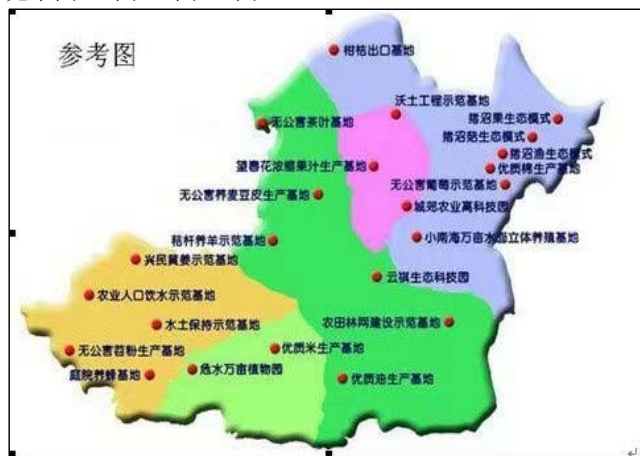 参考图
柑桔出口基地
沃土工程示范基地
猪沼果生态模式
无公害茶叶基地
猪沼菇生态模式
猪沼渔生态模式
望春花浓缩果汁生产基地
优质棉生产基地
无公害葡萄示范基地
无公害荞麦豆皮生产基地
城郊农业高科技园
秸杆养羊示范基地
小南海万亩水面立体养殖基地
兴民黄姜示范基地
云祺生态科技园
农业人口饮水示范基地
水土保持示范基地
农田林网建设示范基地
无公害苕粉生产基地
优质米生产基地
庭院养蜂基地
危水万亩植物园
优质油生产基地